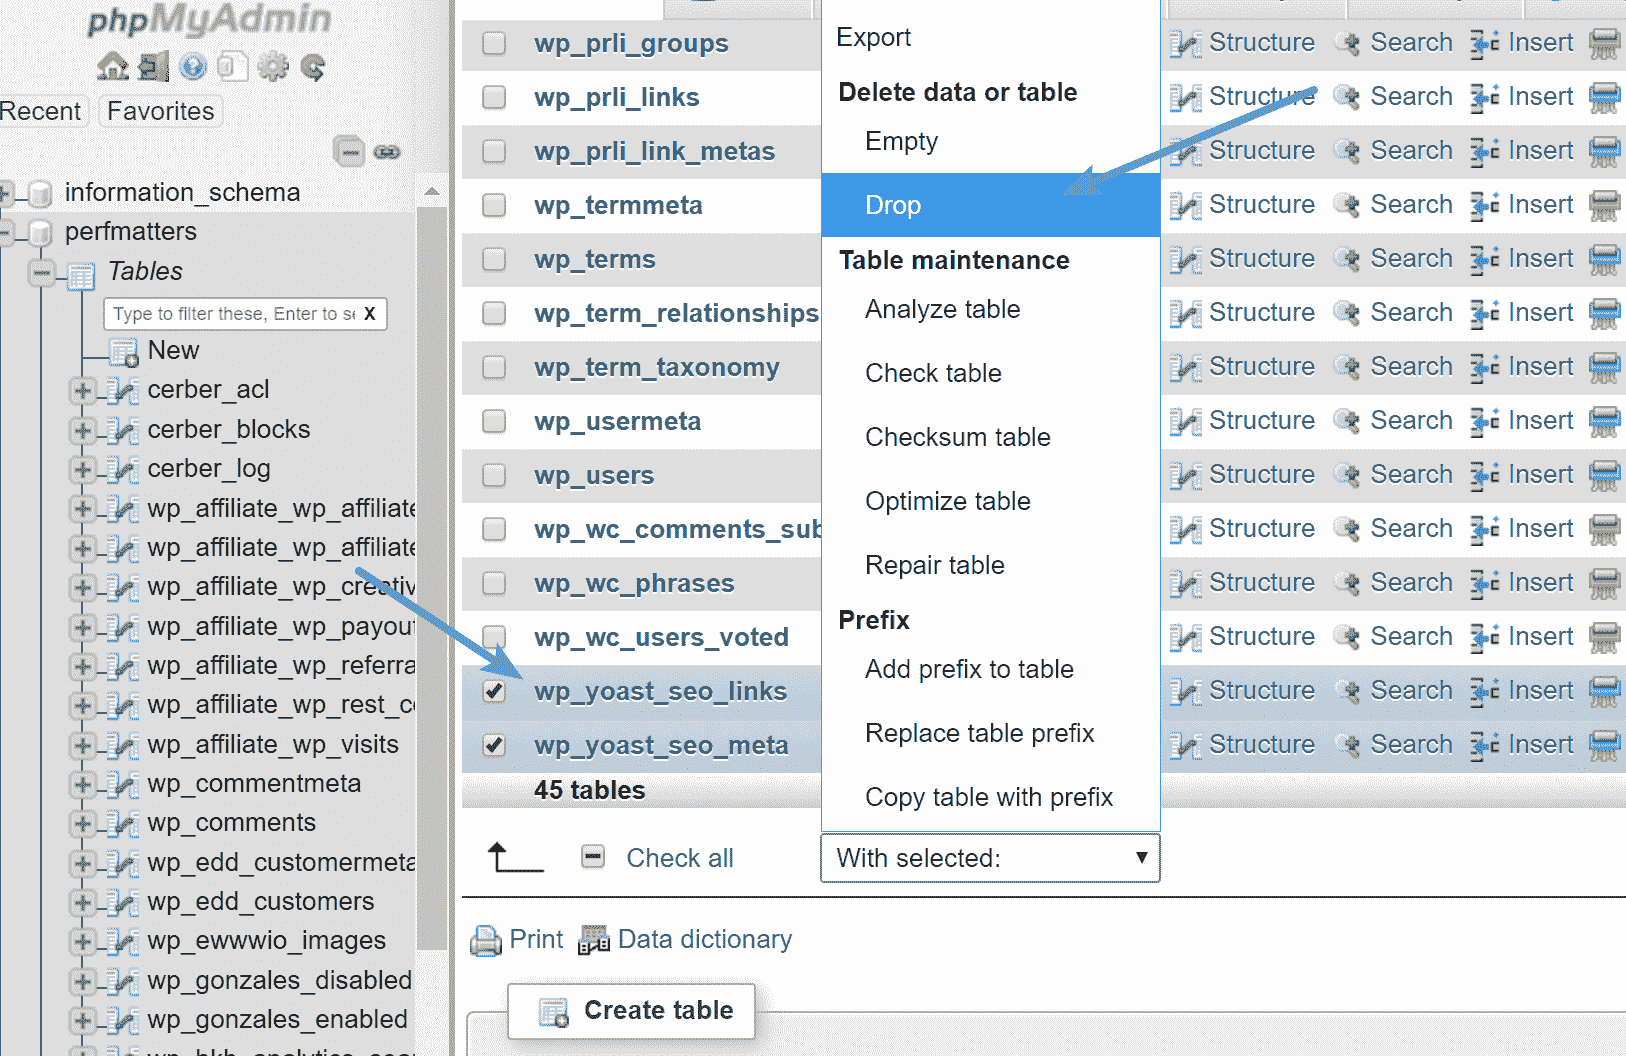 phpMyAdmin
Recent Favorites
information_schema
perfmatters
Tables
Type to filter these, Enter to se X
New
cerber_acl
cerber_blocks
cerber_log
wp_affiliate_wp_affiliate
wp_affiliate_wp_affiliate
wp_affiliate_wp_creativ
wp_affiliate_wp_payout
wp_affiliate_wp_referra
wp_affiliate_wp_rest_co
wp_affiliate_wp_visits
wp_commentmeta
wp_comments
wp_edd_customermeta
wp_edd_customers
wp_ewwwio_images
wp_gonzales_disabled
wp_gonzales_enabled
wp_prli_groups Structure Search Insert
wp_prli_links Structure Search Insert
wp_prli_link_metas Structure Search Insert
wp_termmeta Structure Search Insert
wp_terms Structure Search Insert
wp_term_relationships Structure Search Insert
wp_term_taxonomy Structure Search Insert
wp_usermeta Structure Search Insert
wp_users Structure Search Insert
wp_wc_comments_sub Structure Search Insert
wp_wc_phrases Structure Search Insert
wp_wc_users_voted Structure Search Insert
wp_yoast_seo_links Structure Search Insert
wp_yoast_seo_meta Structure Search Insert
45 tables
Export
Delete data or table
Empty
Drop
Table maintenance
Analyze table
Check table
Checksum table
Optimize table
Repair table
Prefix
Add prefix to table
Replace table prefix
Copy table with prefix
Check all With selected:
Print Data dictionary
Create table